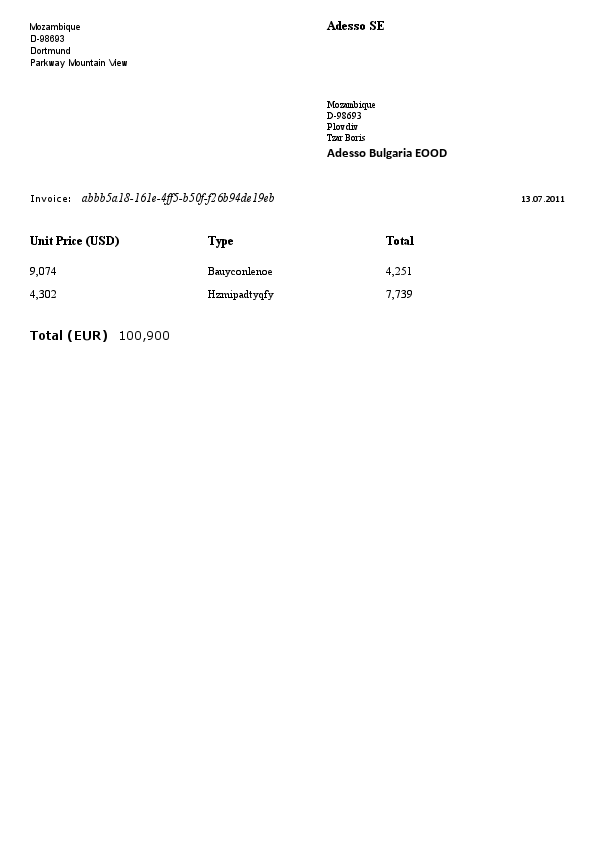 Mozambique
D-98693
Dortmund
Parkway Mountain View
Adesso SE
Mozambique
D-98693
Plovdiv
Tzar Boris
Adesso Bulgaria EOOD
Invoice: abbb5a18-161e-4ff5-b50f-f26b94de19eb 13.07.2011
Unit Price (USD) Type Total
9,074 Bauyconlenoe 4,251
4,302 Hzmipadtyqfy 7,739
Total (EUR) 100,900